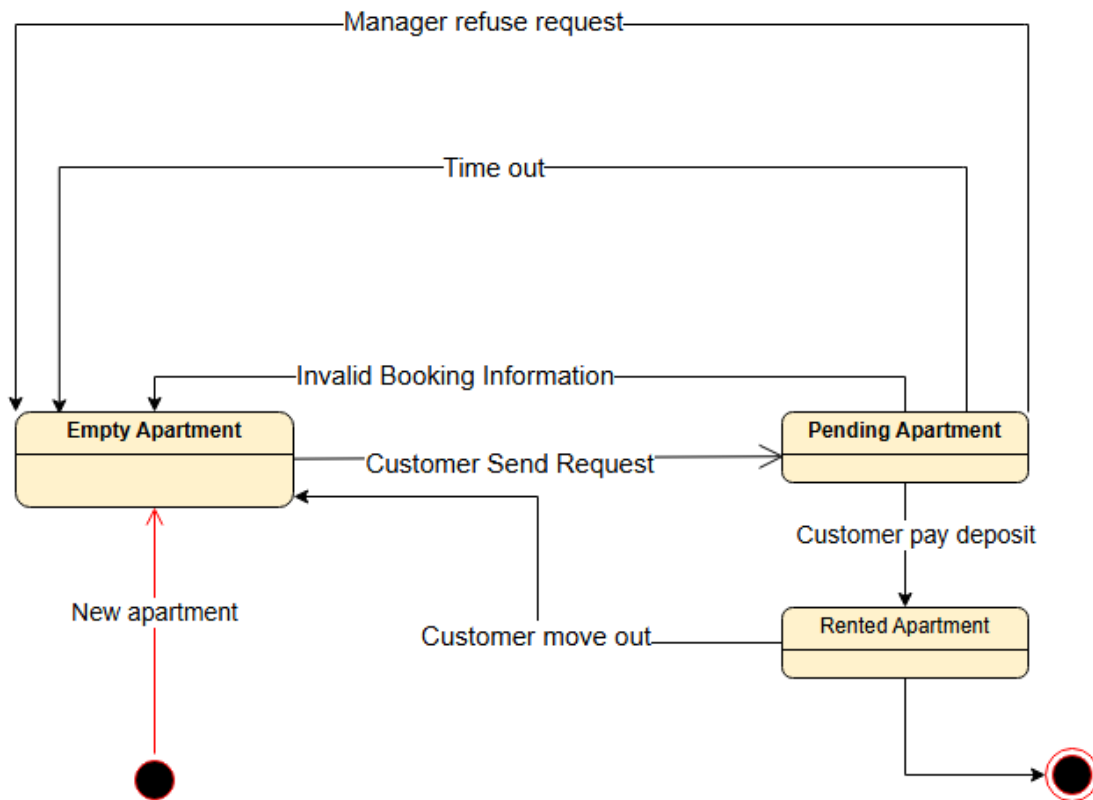 Manager refuse request
Time out
Invalid Booking Information
Empty Apartment
Pending Apartment
Customer Send Request
Customer pay deposit
New apartment
Rented Apartment
Customer move out